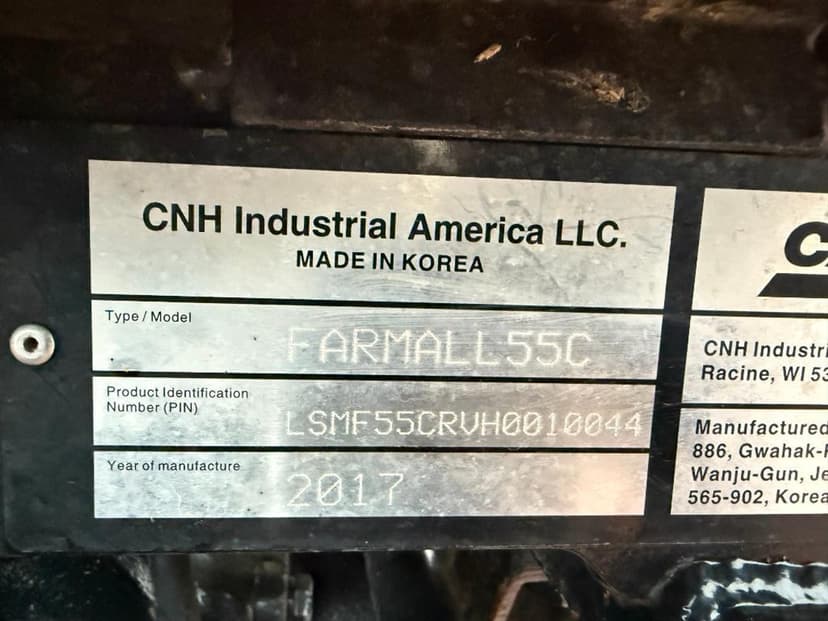 CNH Industrial America LLC.
MADE IN KOREA
Type / Model
FARMALL55C
Product Identification
Number (PIN)
LSMF55CRVH0010044
Year of manufacture
2017
CNH Industri
Racine, WI 53
Manufactured
886, Gwahak-
Wanju-Gun, Je
565-902, Korea